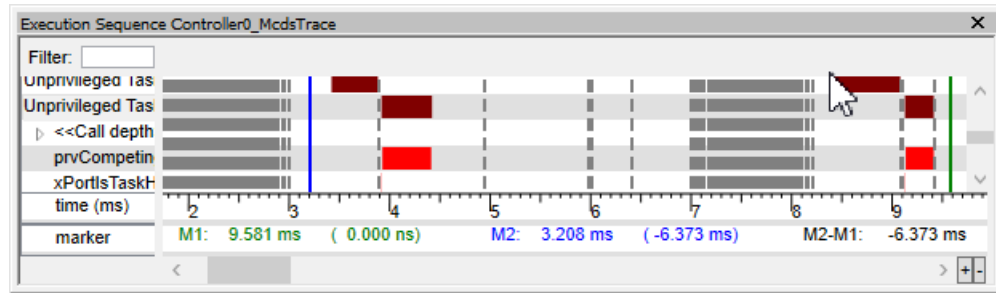 Execution Sequence Controller0_McdsTrace
Filter:
Unprivileged Tas
Unprivileged Tas
<<Call depth
prvCompetin
xPortIsTaskH
time (ms) 2 3 4 5 6 7 8 9
marker M1: 9.581 ms ( 0.000 ns) M2: 3.208 ms ( -6.373 ms) M2-M1: -6.373 ms
+ -